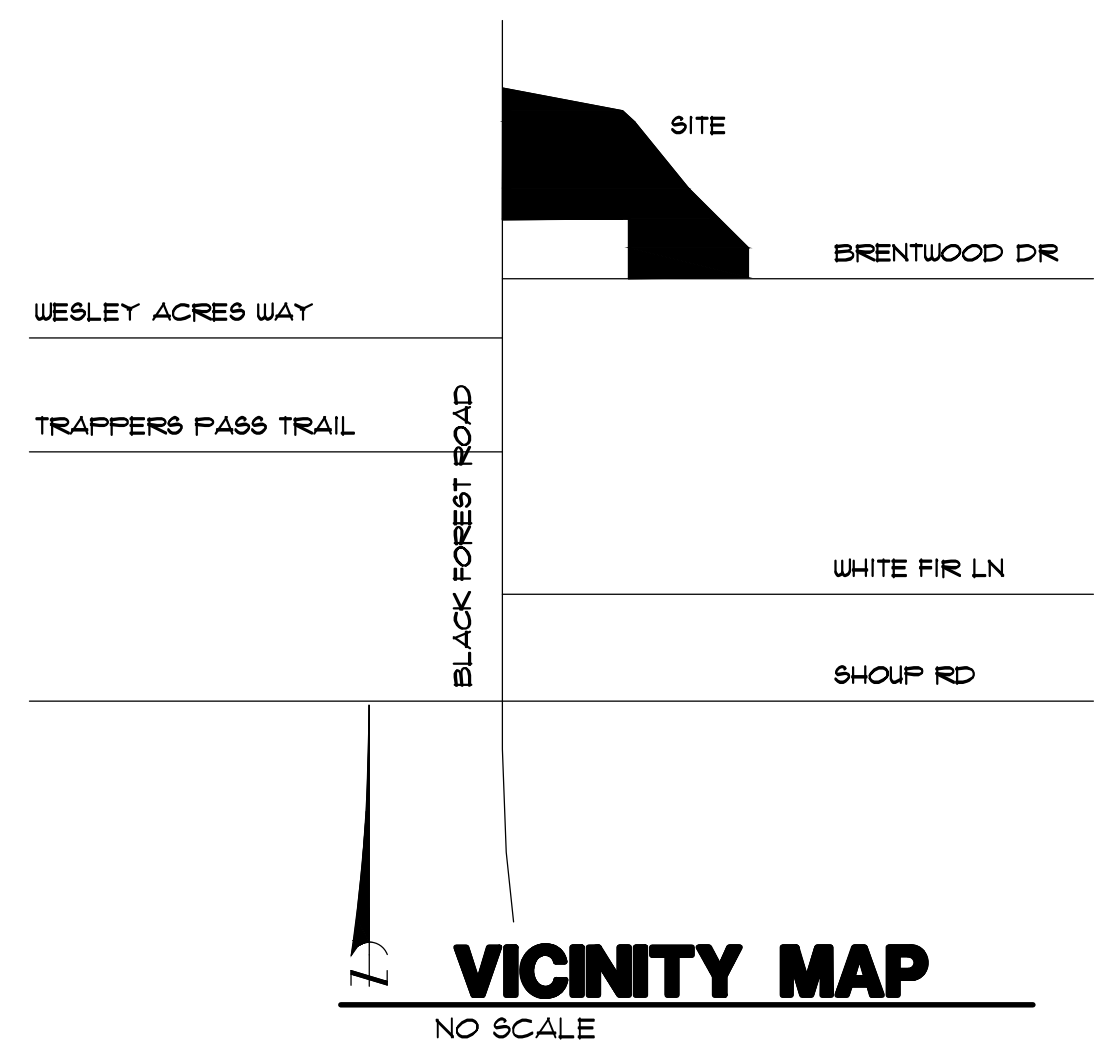 SITE
BRENTWOOD DR
WESLEY ACRES WAY
TRAPPERS PASS TRAIL
BLACK FOREST ROAD
WHITE FIR LN
SHOUP RD
N
VICINITY MAP
NO SCALE